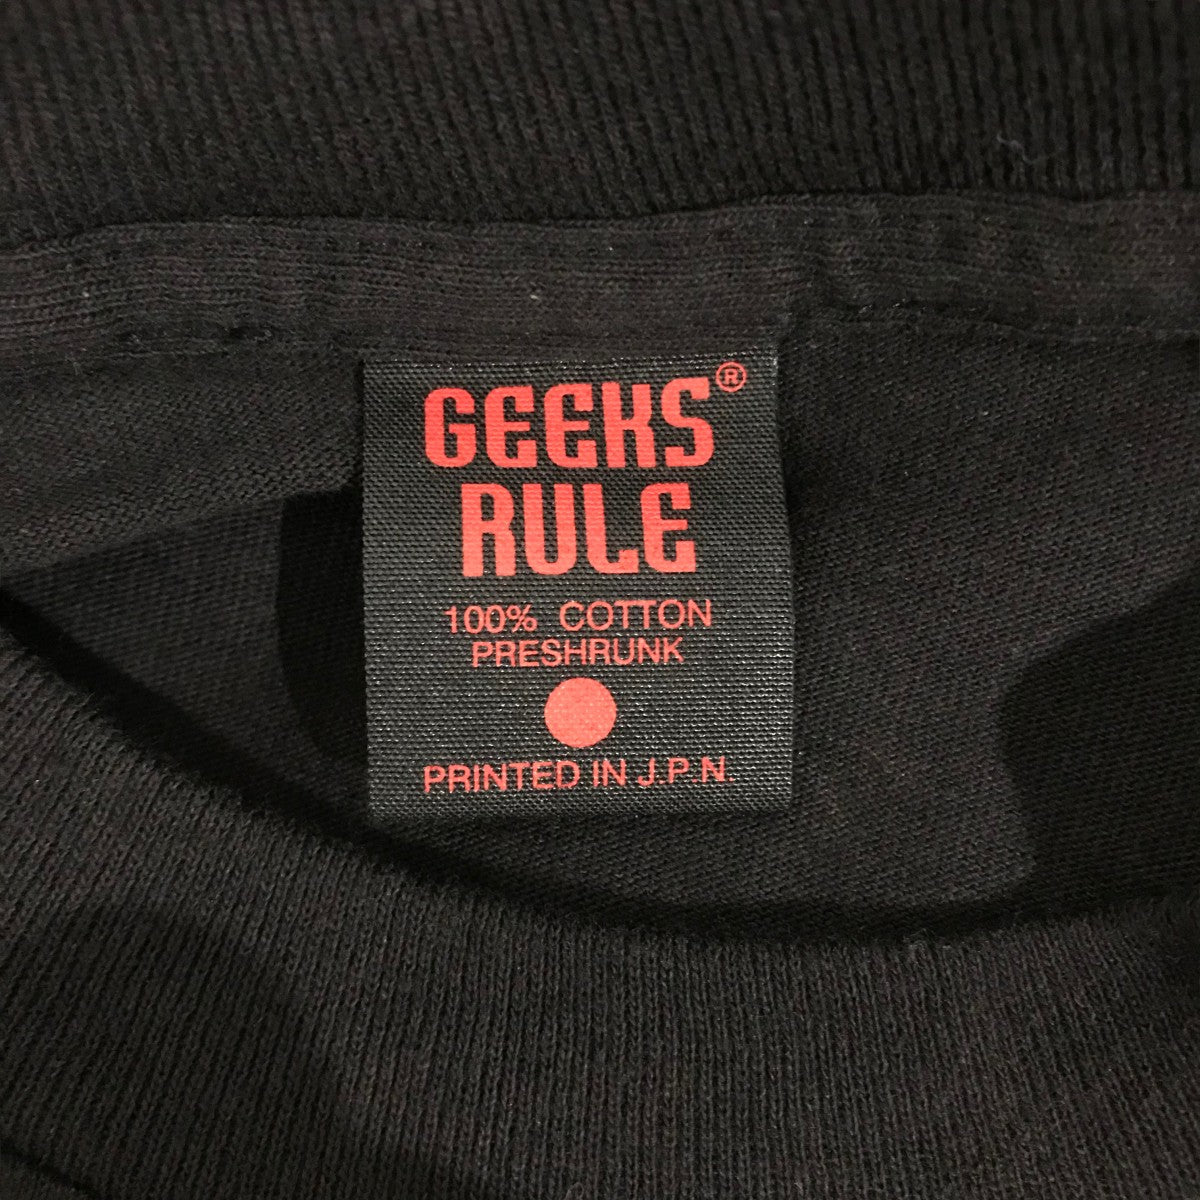 GEEKS®
RULE
100% COTTON
PRESHRUNK
PRINTED IN J.P.N.